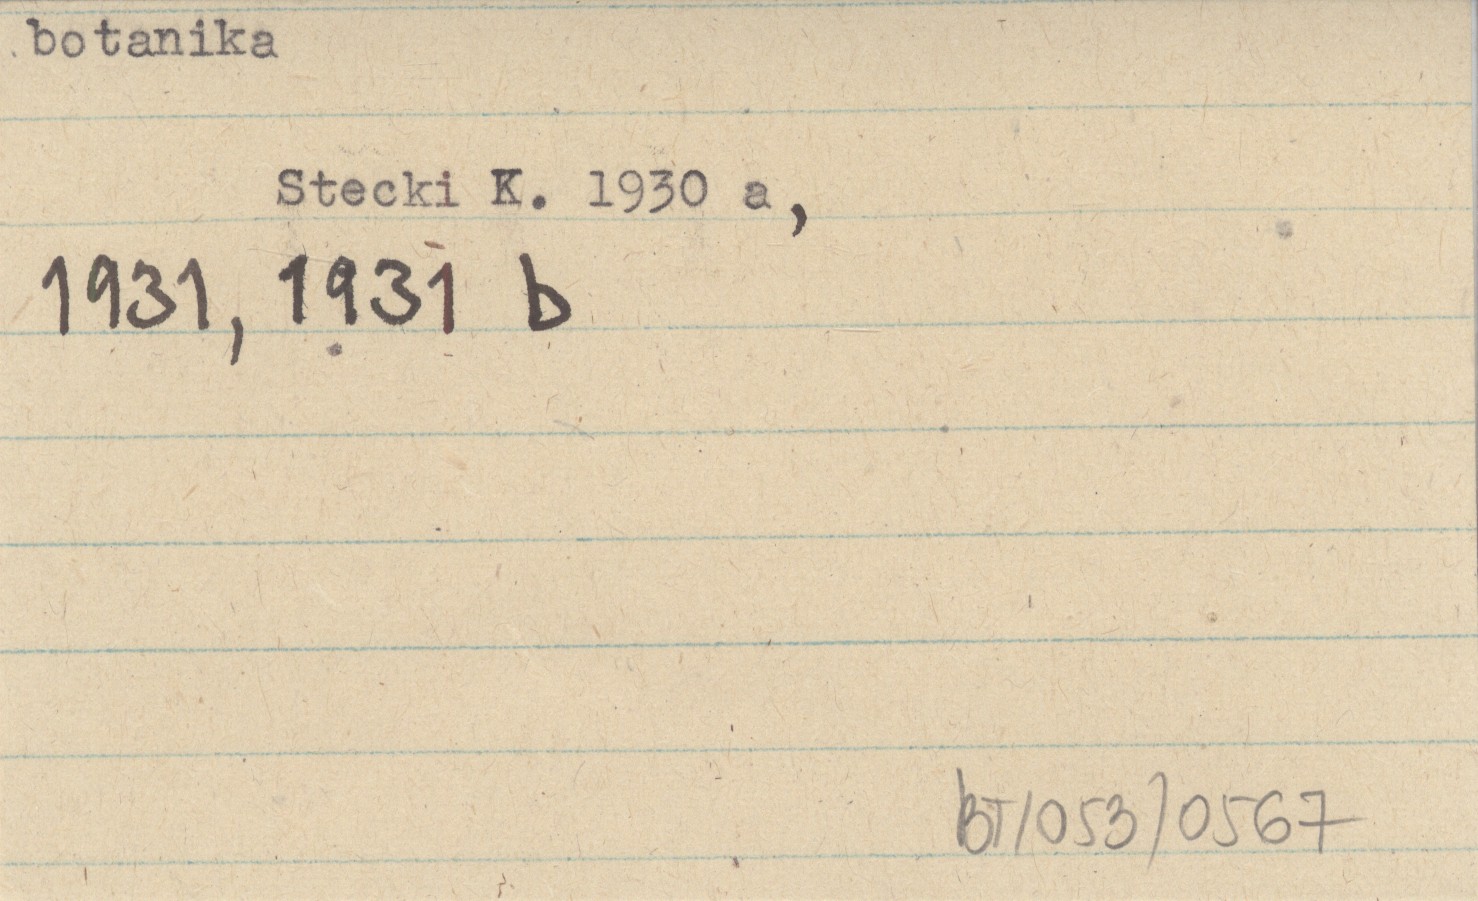 botanika
Stecki K. 1930 a,
1931, 1931 b
BT/053/0567